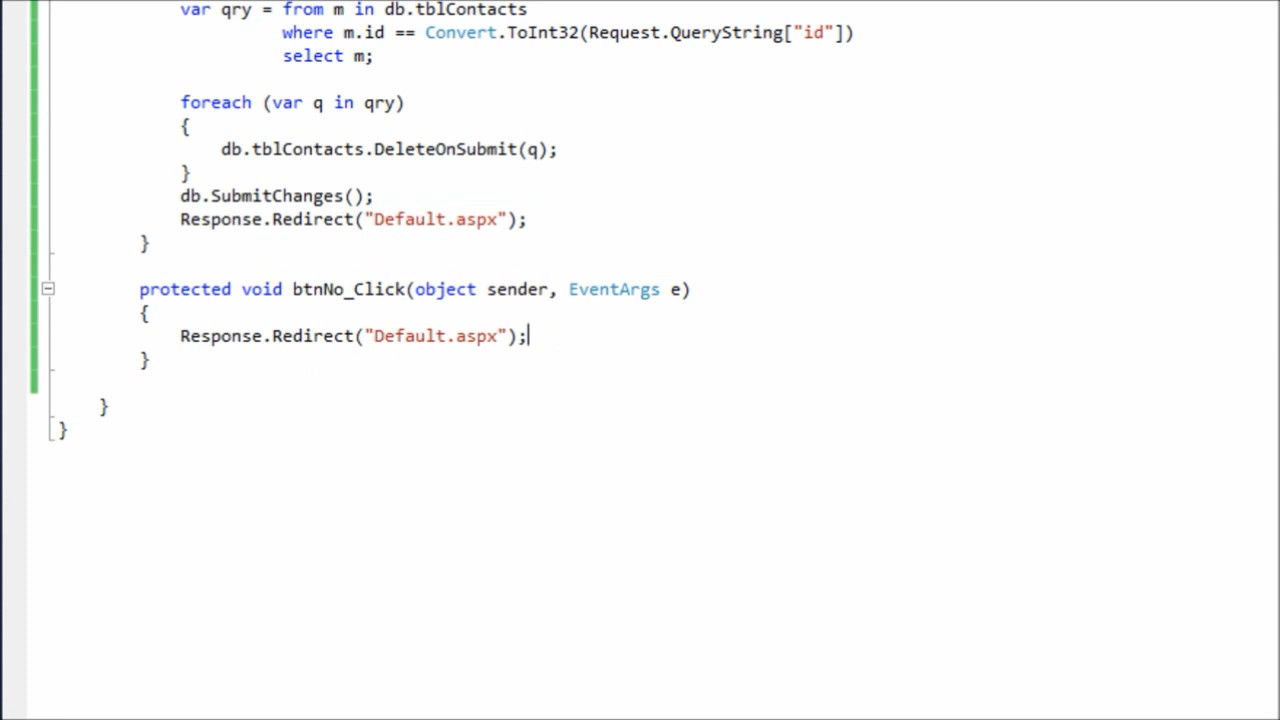 var qry = from m in db.tblContacts
where m.id == Convert.ToInt32(Request.QueryString["id"])
select m;
foreach (var q in qry)
{
db.tblContacts.DeleteOnSubmit(q);
}
db.SubmitChanges();
Response.Redirect("Default.aspx");
}
protected void btnNo_Click(object sender, EventArgs e)
{
Response.Redirect("Default.aspx");
}
}
}